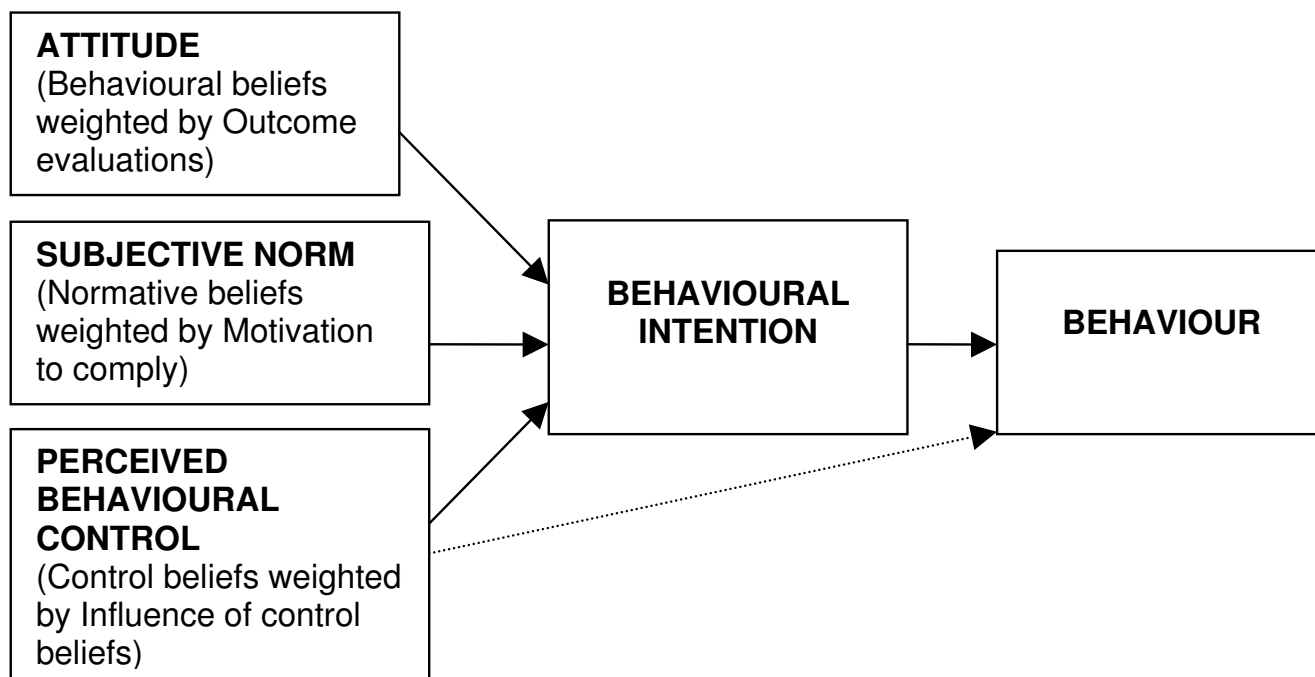 ATTITUDE
(Behavioural beliefs
weighted by Outcome
evaluations)
SUBJECTIVE NORM
(Normative beliefs
weighted by Motivation
to comply)
PERCEIVED
BEHAVIOURAL
CONTROL
(Control beliefs weighted
by Influence of control
beliefs)
BEHAVIOURAL
INTENTION
BEHAVIOUR